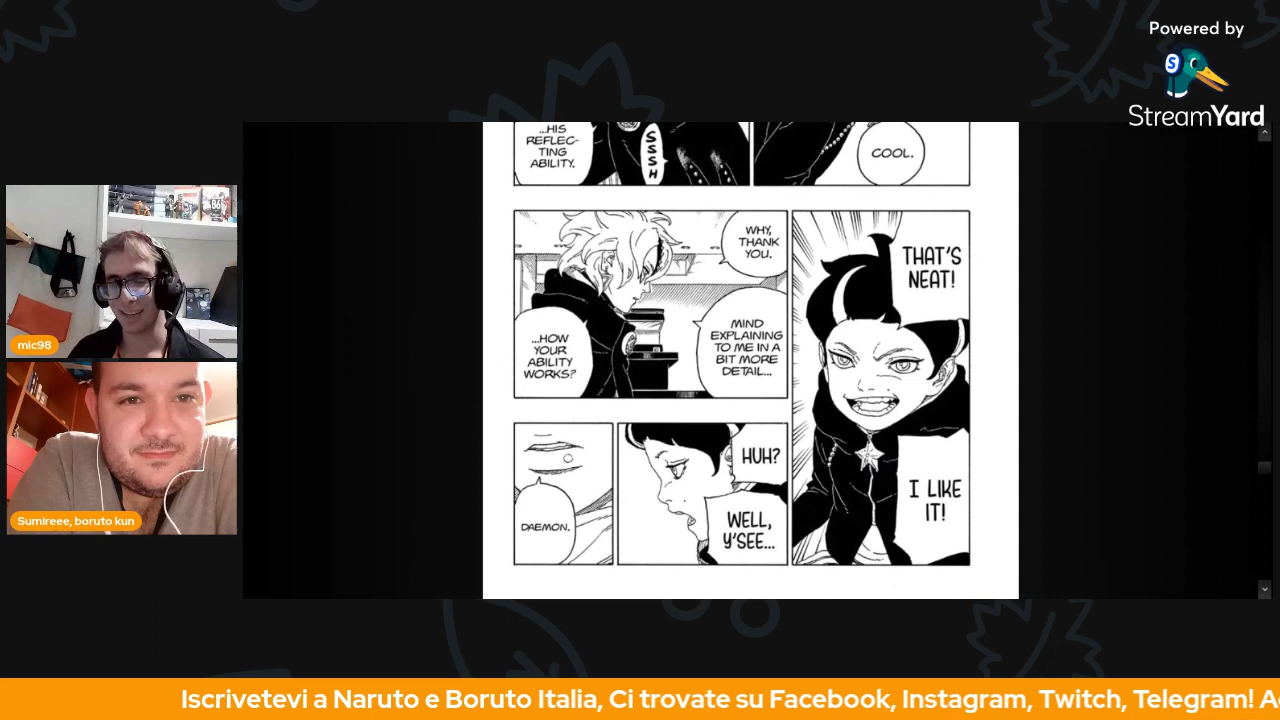 Powered by
StreamYard
...HIS
REFLEC-
TING
ABILITY.
SSSH
COOL.
WHY,
THANK
YOU.
MIND
EXPLAINING
TO ME IN A
BIT MORE
DETAIL...
...HOW
YOUR
ABILITY
WORKS?
THAT'S
NEAT!
I LIKE
IT!
DAEMON.
HUH?
WELL,
Y'SEE...
mic98
Sumireee, boruto kun
Iscrivetevi a Naruto e Boruto Italia, Ci trovate su Facebook, Instagram, Twitch, Telegram! A